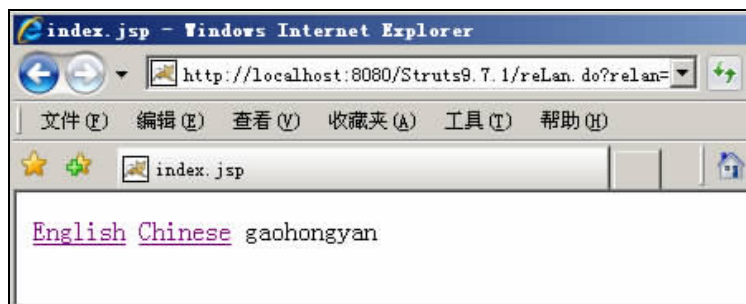 index.jsp - Windows Internet Explorer
http://localhost:8080/Struts9.7.1/reLan.do?relan=
文件(F) 编辑(E) 查看(V) 收藏夹(A) 工具(T) 帮助(H)
index.jsp
English Chinese gaohongyan